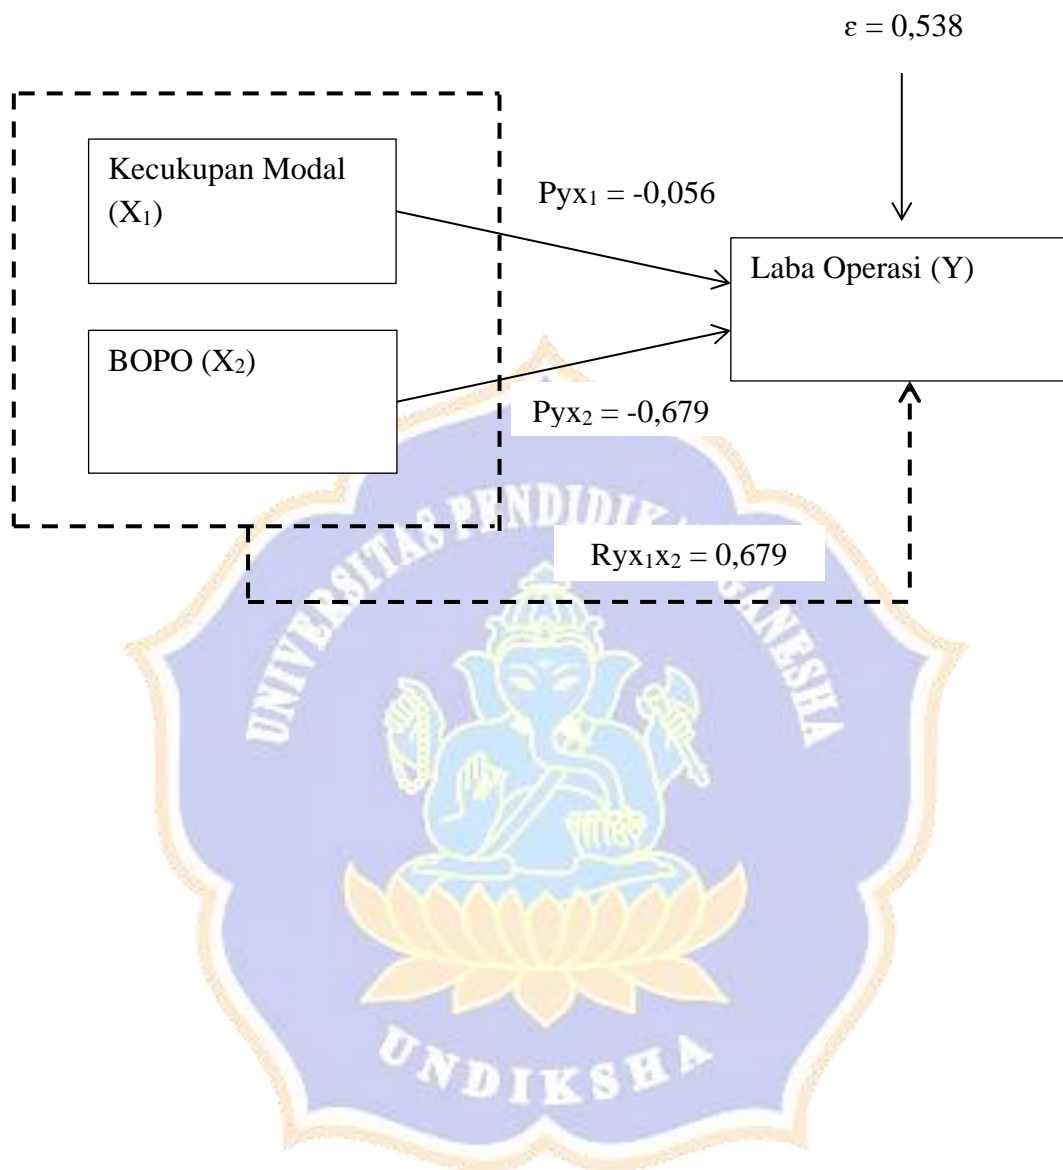 ε = 0,538
Kecukupan Modal
(X₁)
Pyx₁ = -0,056
Laba Operasi (Y)
BOPO (X₂)
Pyx₂ = -0,679
Ryx₁x₂ = 0,679
UNIVERSITAS PENDIDIKAN GANESHA
UNDIKSHA